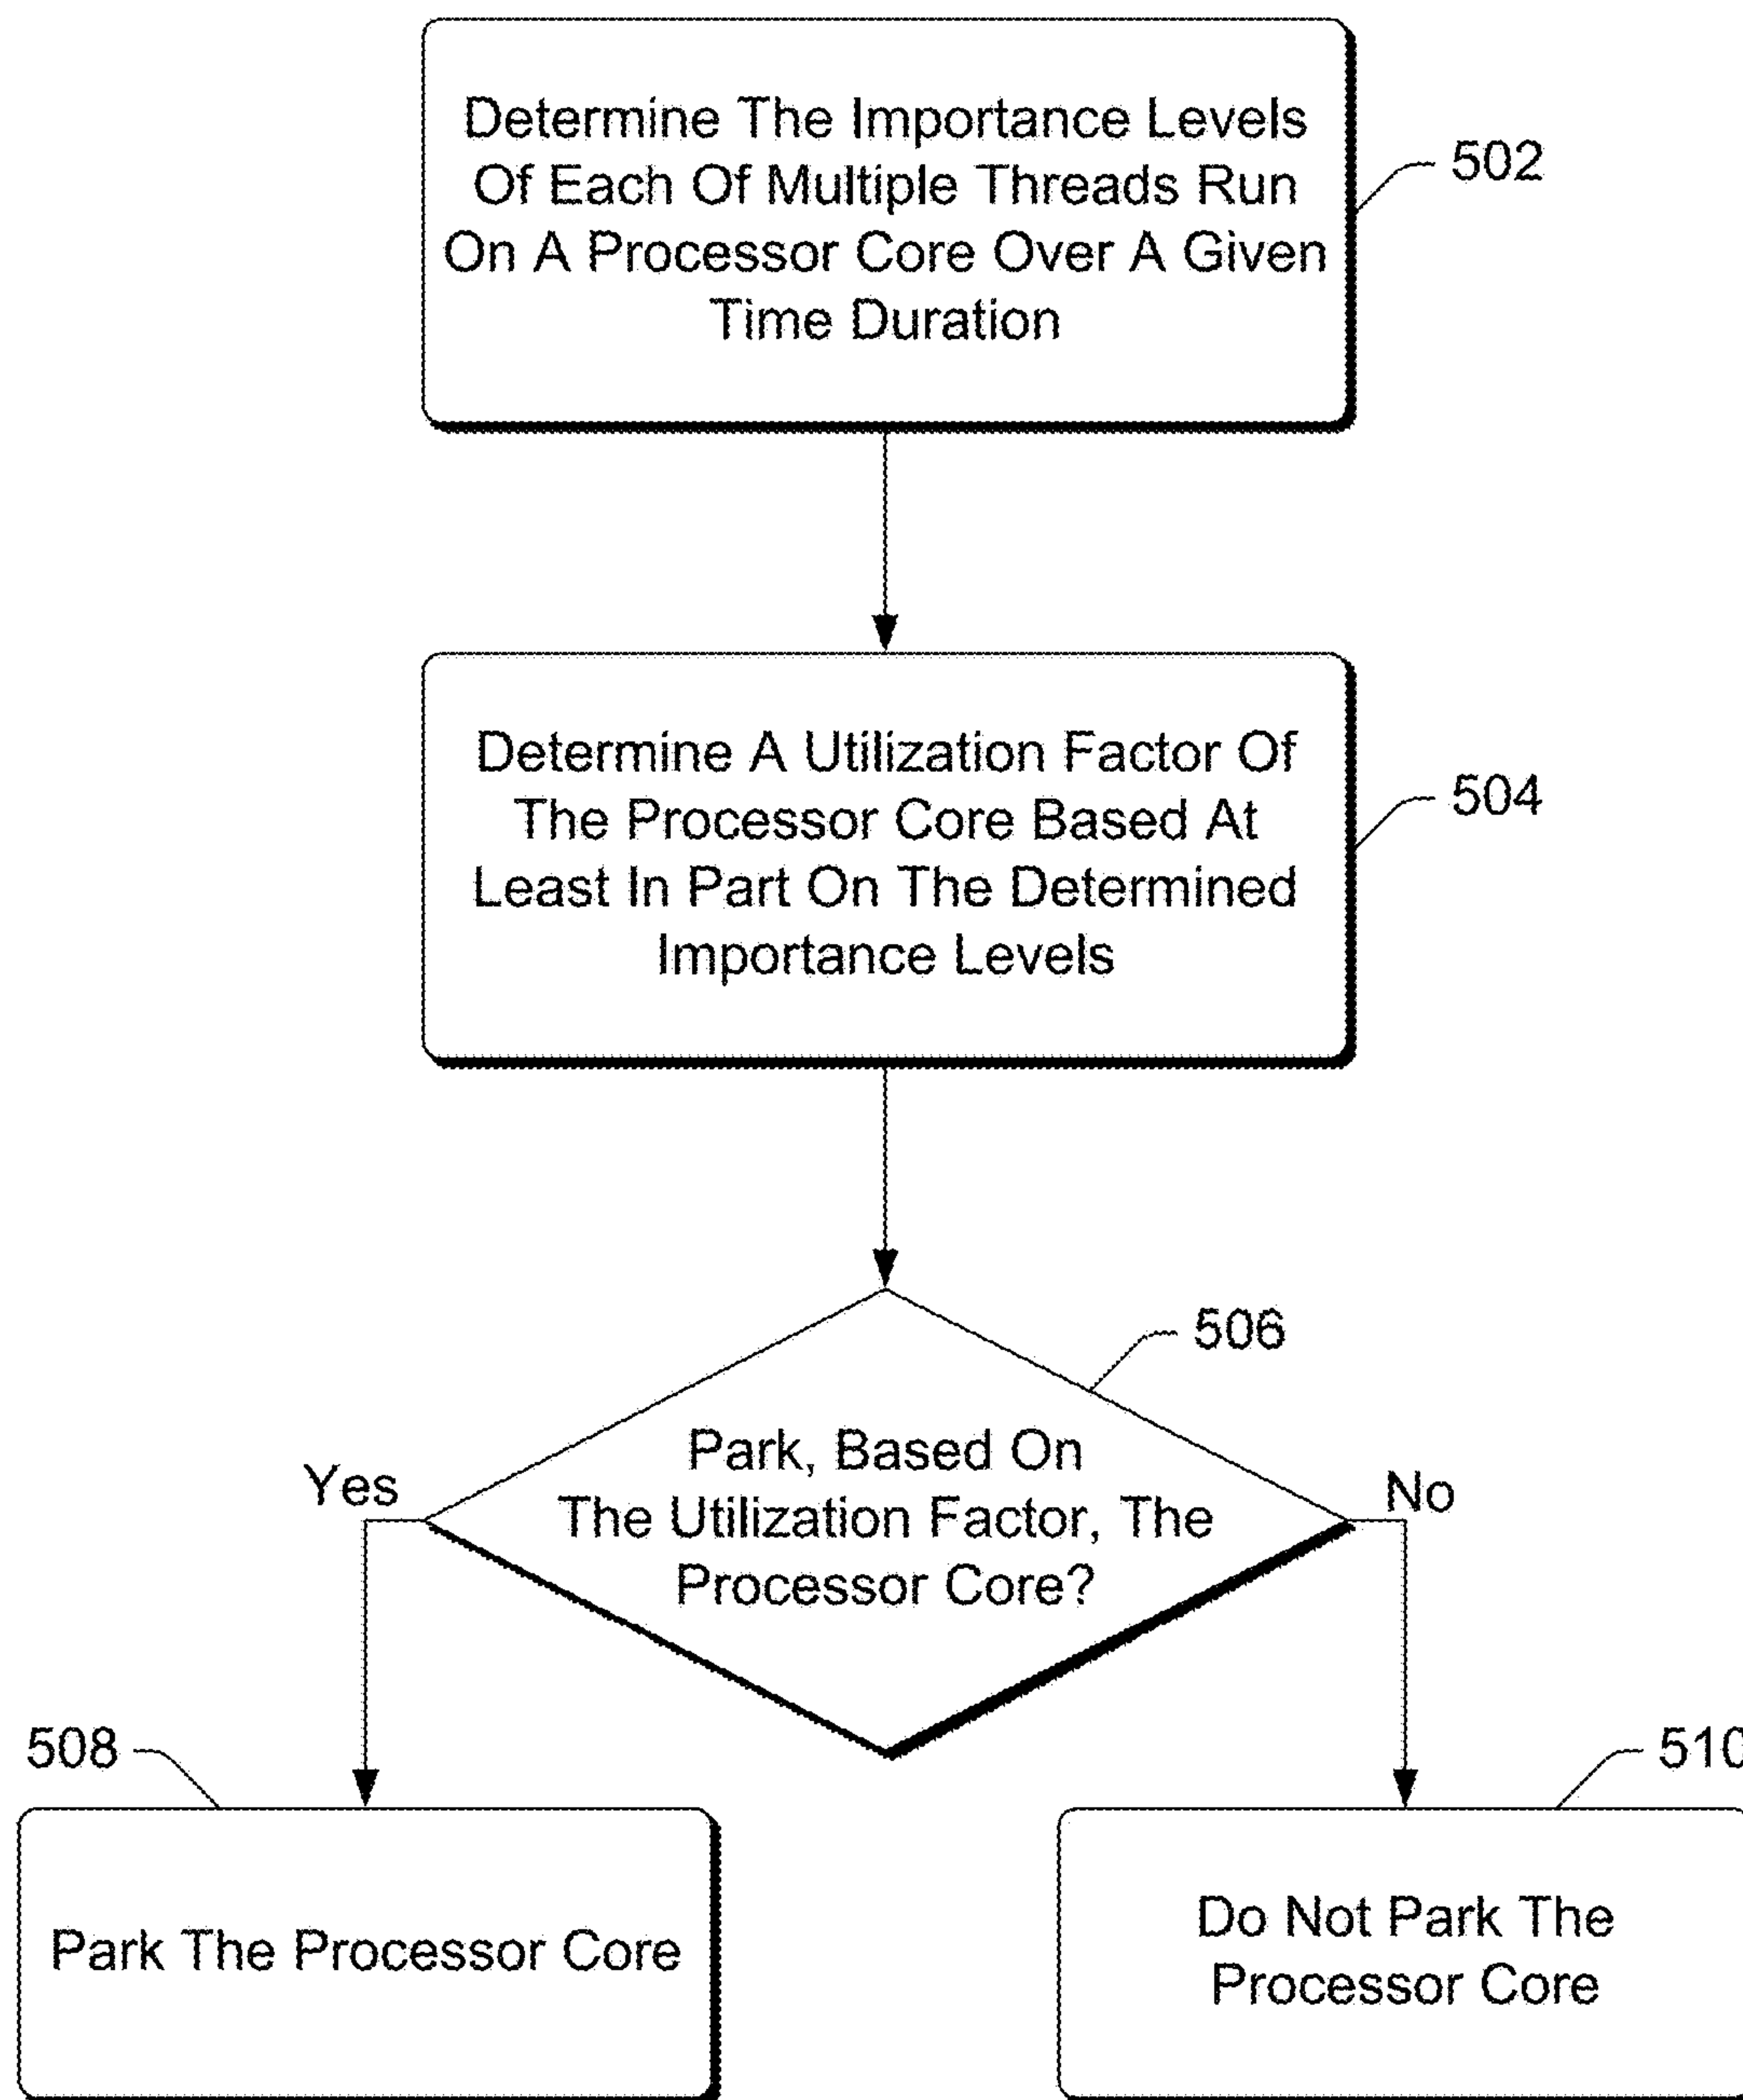 Determine The Importance Levels
Of Each Of Multiple Threads Run
On A Processor Core Over A Given
Time Duration
502
Determine A Utilization Factor Of
The Processor Core Based At
Least In Part On The Determined
Importance Levels
504
506
Park, Based On
The Utilization Factor, The
Processor Core?
Yes
No
508
510
Park The Processor Core
Do Not Park The
Processor Core